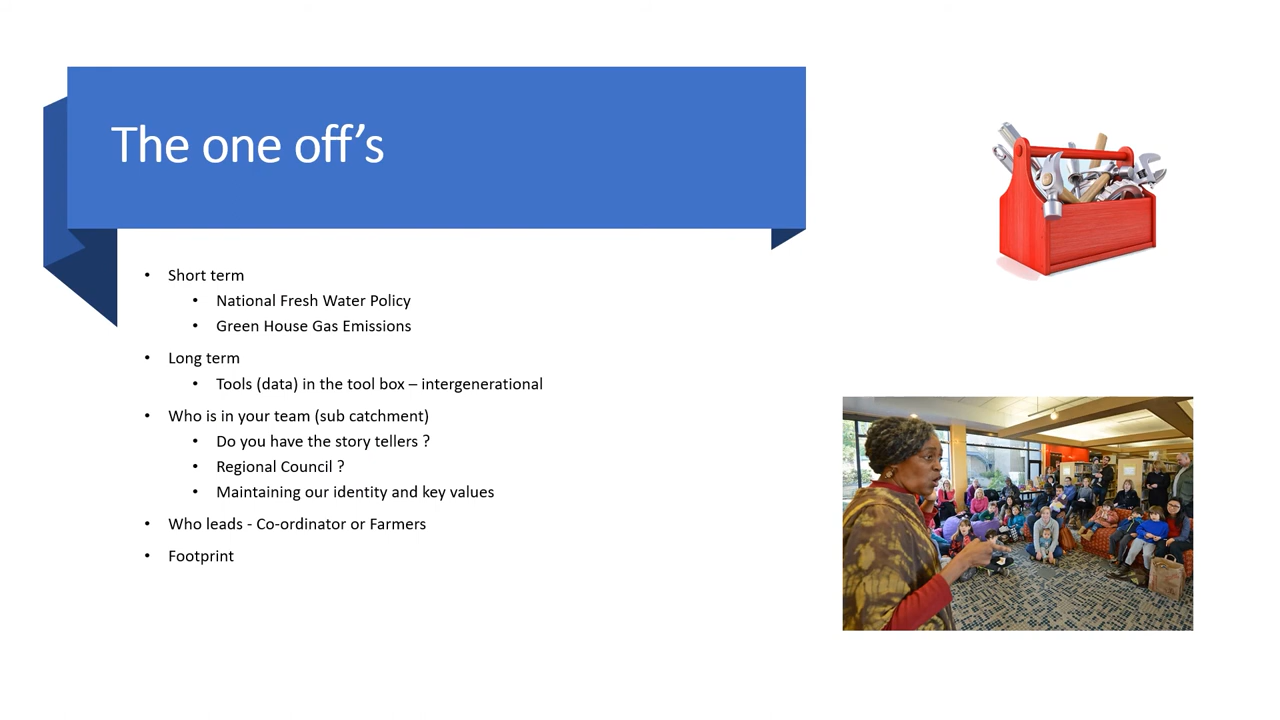 The one off’s
• Short term
• National Fresh Water Policy
• Green House Gas Emissions
• Long term
• Tools (data) in the tool box – intergenerational
• Who is in your team (sub catchment)
• Do you have the story tellers ?
• Regional Council ?
• Maintaining our identity and key values
• Who leads - Co-ordinator or Farmers
• Footprint